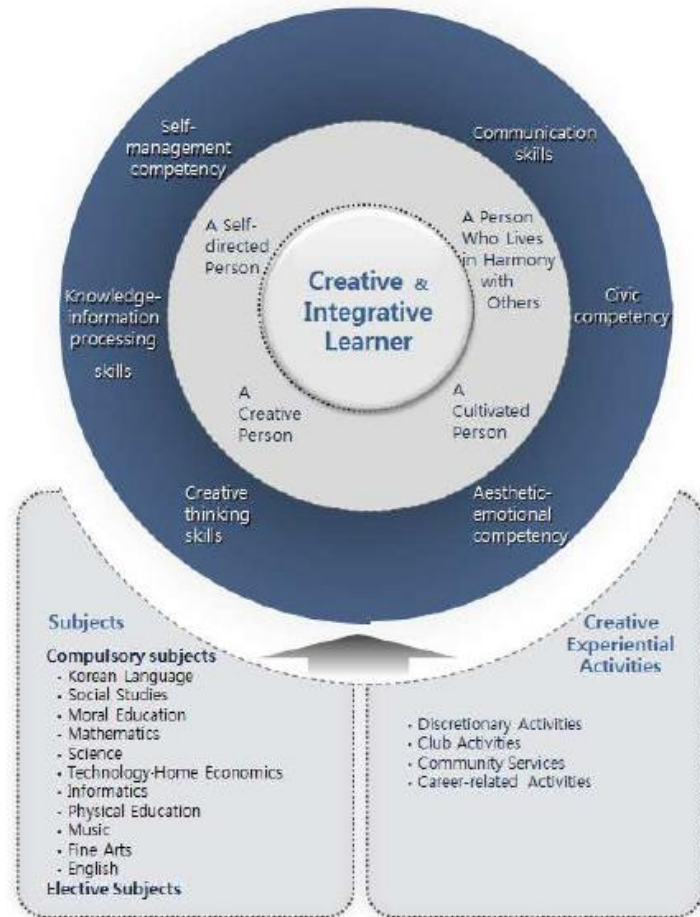 Self-
management
competency
Communication
skills
A Self-
directed
Person
A Person
Who Lives
in Harmony
with
Others
Creative &
Integrative
Learner
Knowledge-
information
processing
skills
Civic
competency
A
Creative
Person
A
Cultivated
Person
Creative
thinking
skills
Aesthetic-
emotional
competency
Subjects
Compulsory subjects
- Korean Language
- Social Studies
- Moral Education
- Mathematics
- Science
- Technology·Home Economics
- Informatics
- Physical Education
- Music
- Fine Arts
- English
Elective Subjects
Creative
Experiential
Activities
- Discretionary Activities
- Club Activities
- Community Services
- Career-related Activities